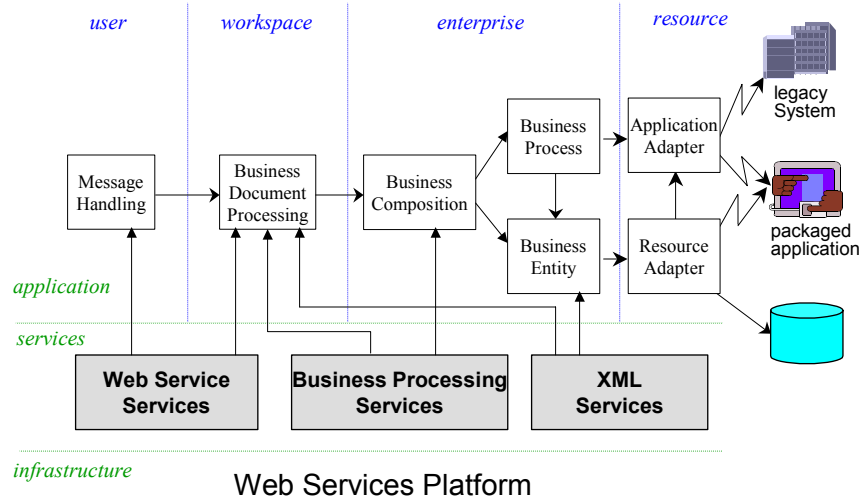 user
workspace
enterprise
resource
legacy
System
Business
Process
Application
Adapter
Message
Handling
Business
Document
Processing
Business
Composition
packaged
application
Business
Entity
Resource
Adapter
application
services
Web Service
Services
Business Processing
Services
XML
Services
infrastructure
Web Services Platform